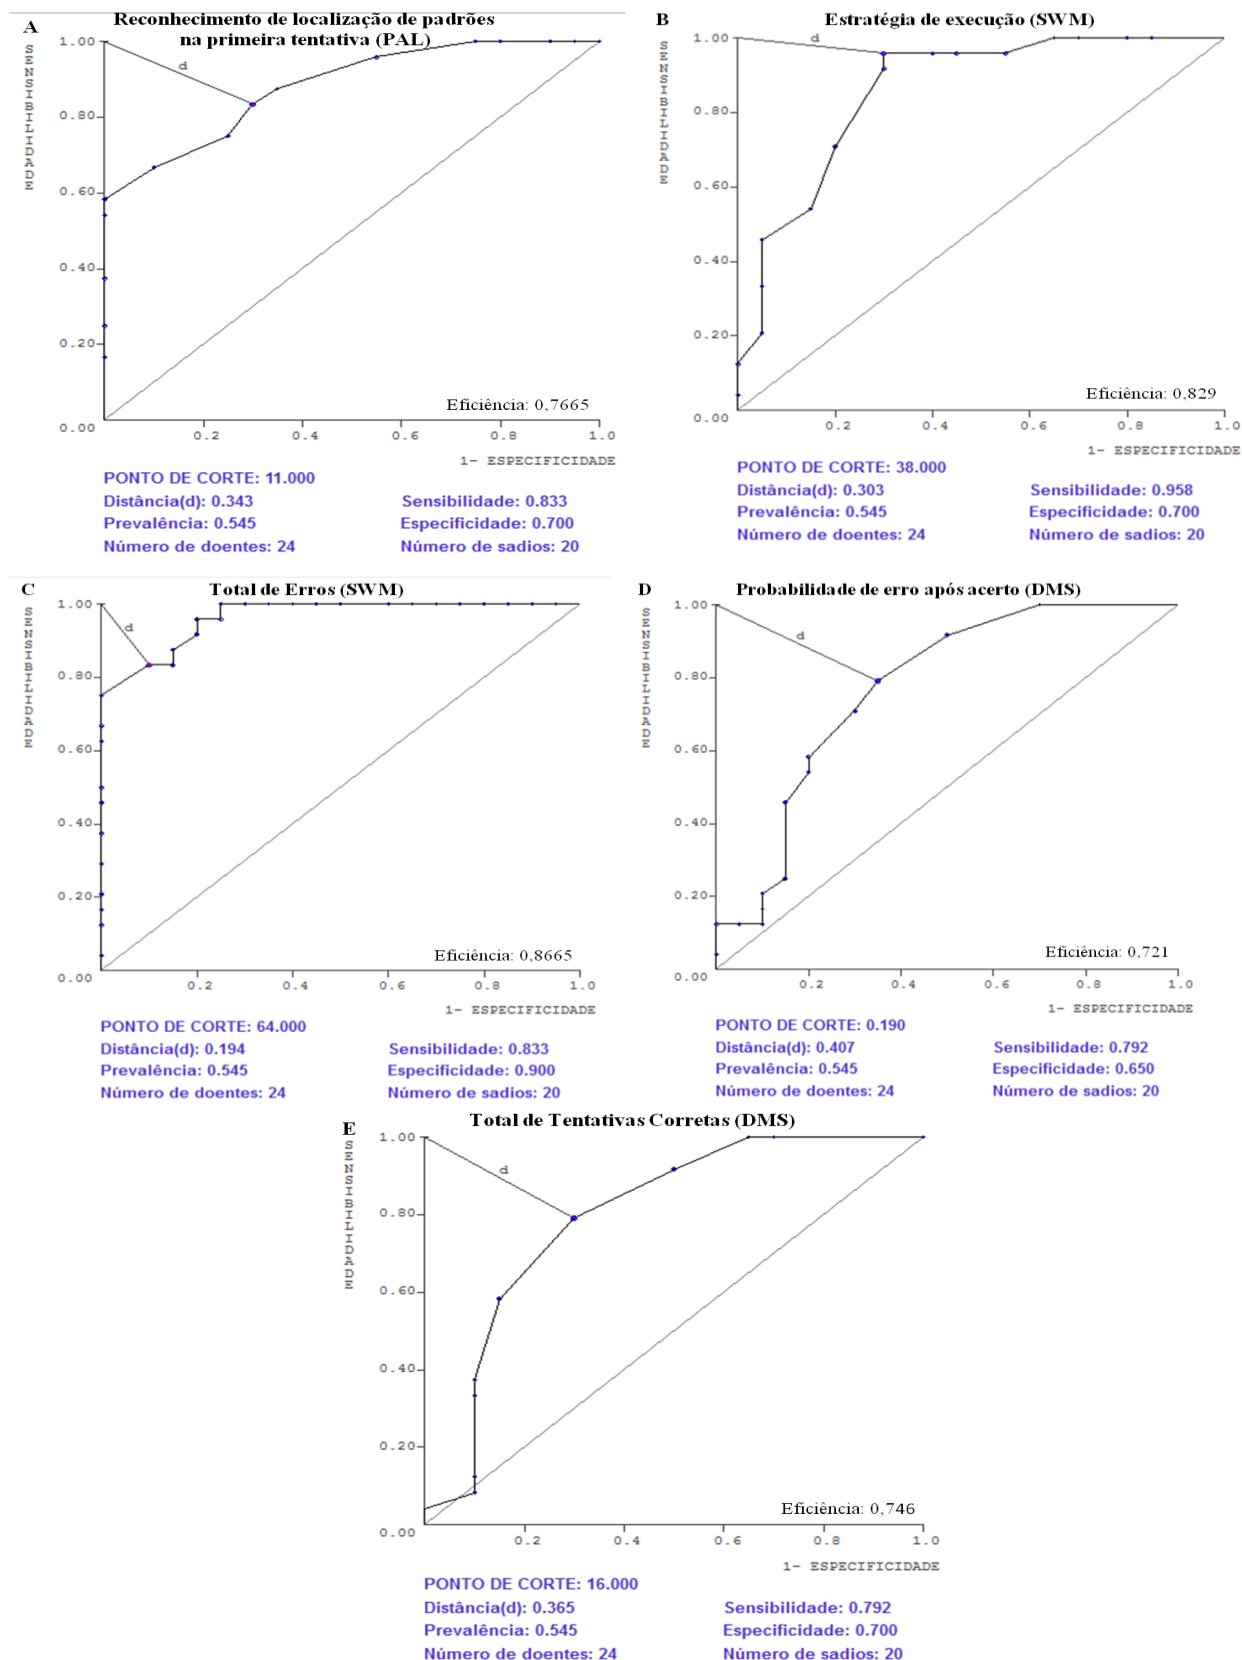 A
Reconhecimento de localização de padrões
na primeira tentativa (PAL)
SENSIBILIDADE
1.00
0.80
0.60
0.40
0.20
0.00
d
Eficiência: 0,7665
0.2 0.4 0.6 0.8 1.0
1- ESPECIFICIDADE
PONTO DE CORTE: 11.000
Distância(d): 0.343 Sensibilidade: 0.833
Prevalência: 0.545 Especificidade: 0.700
Número de doentes: 24 Número de sadios: 20
B
Estratégia de execução (SWM)
SENSIBILIDADE
1.00
0.80
0.60
0.40
0.20
0.00
d
Eficiência: 0,829
0.2 0.4 0.6 0.8 1.0
1- ESPECIFICIDADE
PONTO DE CORTE: 38.000
Distância(d): 0.303 Sensibilidade: 0.958
Prevalência: 0.545 Especificidade: 0.700
Número de doentes: 24 Número de sadios: 20
C
Total de Erros (SWM)
SENSIBILIDADE
1.00
0.80
0.60
0.40
0.20
0.00
d
Eficiência: 0,8665
0.2 0.4 0.6 0.8 1.0
1- ESPECIFICIDADE
PONTO DE CORTE: 64.000
Distância(d): 0.194 Sensibilidade: 0.833
Prevalência: 0.545 Especificidade: 0.900
Número de doentes: 24 Número de sadios: 20
D
Probabilidade de erro após acerto (DMS)
SENSIBILIDADE
1.00
0.80
0.60
0.40
0.20
0.00
d
Eficiência: 0,721
0.2 0.4 0.6 0.8 1.0
1- ESPECIFICIDADE
PONTO DE CORTE: 0.190
Distância(d): 0.407 Sensibilidade: 0.792
Prevalência: 0.545 Especificidade: 0.650
Número de doentes: 24 Número de sadios: 20
E
Total de Tentativas Corretas (DMS)
SENSIBILIDADE
1.00
0.80
0.60
0.40
0.20
0.00
d
Eficiência: 0,746
0.2 0.4 0.6 0.8 1.0
1- ESPECIFICIDADE
PONTO DE CORTE: 16.000
Distância(d): 0.365 Sensibilidade: 0.792
Prevalência: 0.545 Especificidade: 0.700
Número de doentes: 24 Número de sadios: 20